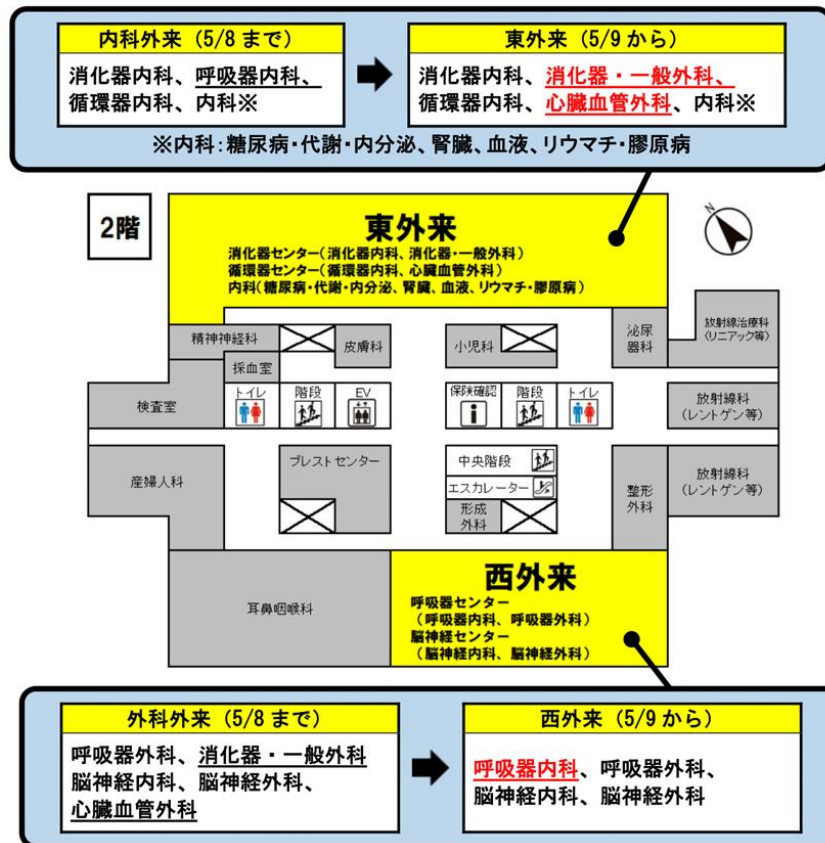 内科外来（5/8 まで）
消化器内科、呼吸器内科、
循環器内科、内科※
東外来（5/9 から）
消化器内科、消化器・一般外科、
循環器内科、心臓血管外科、内科※
※内科：糖尿病・代謝・内分泌、腎臓、血液、リウマチ・膠原病
2階
N
東外来
消化器センター（消化器内科、消化器・一般外科）
循環器センター（循環器内科、心臓血管外科）
内科（糖尿病・代謝・内分泌、腎臓、血液、リウマチ・膠原病）
精神神経科
皮膚科
小児科
泌尿
器科
放射線治療科
（リニアック等）
採血室
検査室
トイレ
階段
EV
保険確認
階段
トイレ
放射線科
（レントゲン等）
産婦人科
ブレストセンター
中央階段
エスカレーター
形成
外科
整形
外科
放射線科
（レントゲン等）
耳鼻咽喉科
西外来
呼吸器センター
（呼吸器内科、呼吸器外科）
脳神経センター
（脳神経内科、脳神経外科）
外科外来（5/8 まで）
呼吸器外科、消化器・一般外科
脳神経内科、脳神経外科、
心臓血管外科
西外来（5/9 から）
呼吸器内科、呼吸器外科、
脳神経内科、脳神経外科